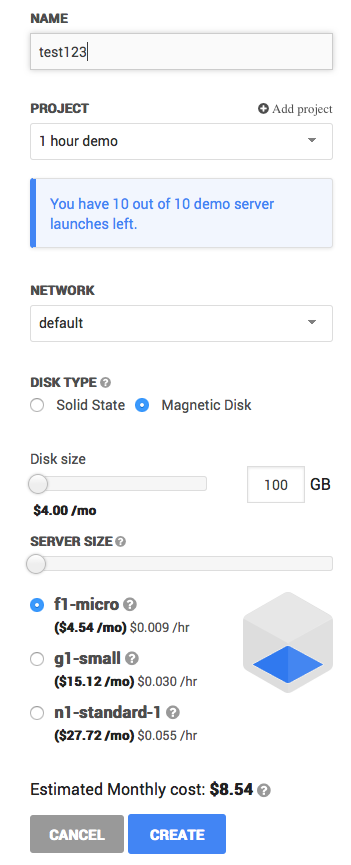 NAME
test123
PROJECT
Add project
1 hour demo
You have 10 out of 10 demo server
launches left.
NETWORK
default
DISK TYPE ?
Solid State
Magnetic Disk
Disk size
100 GB
$4.00 /mo
SERVER SIZE ?
f1-micro ?
($4.54 /mo) $0.009 /hr
g1-small ?
($15.12 /mo) $0.030 /hr
n1-standard-1 ?
($27.72 /mo) $0.055 /hr
Estimated Monthly cost: $8.54 ?
CANCEL
CREATE